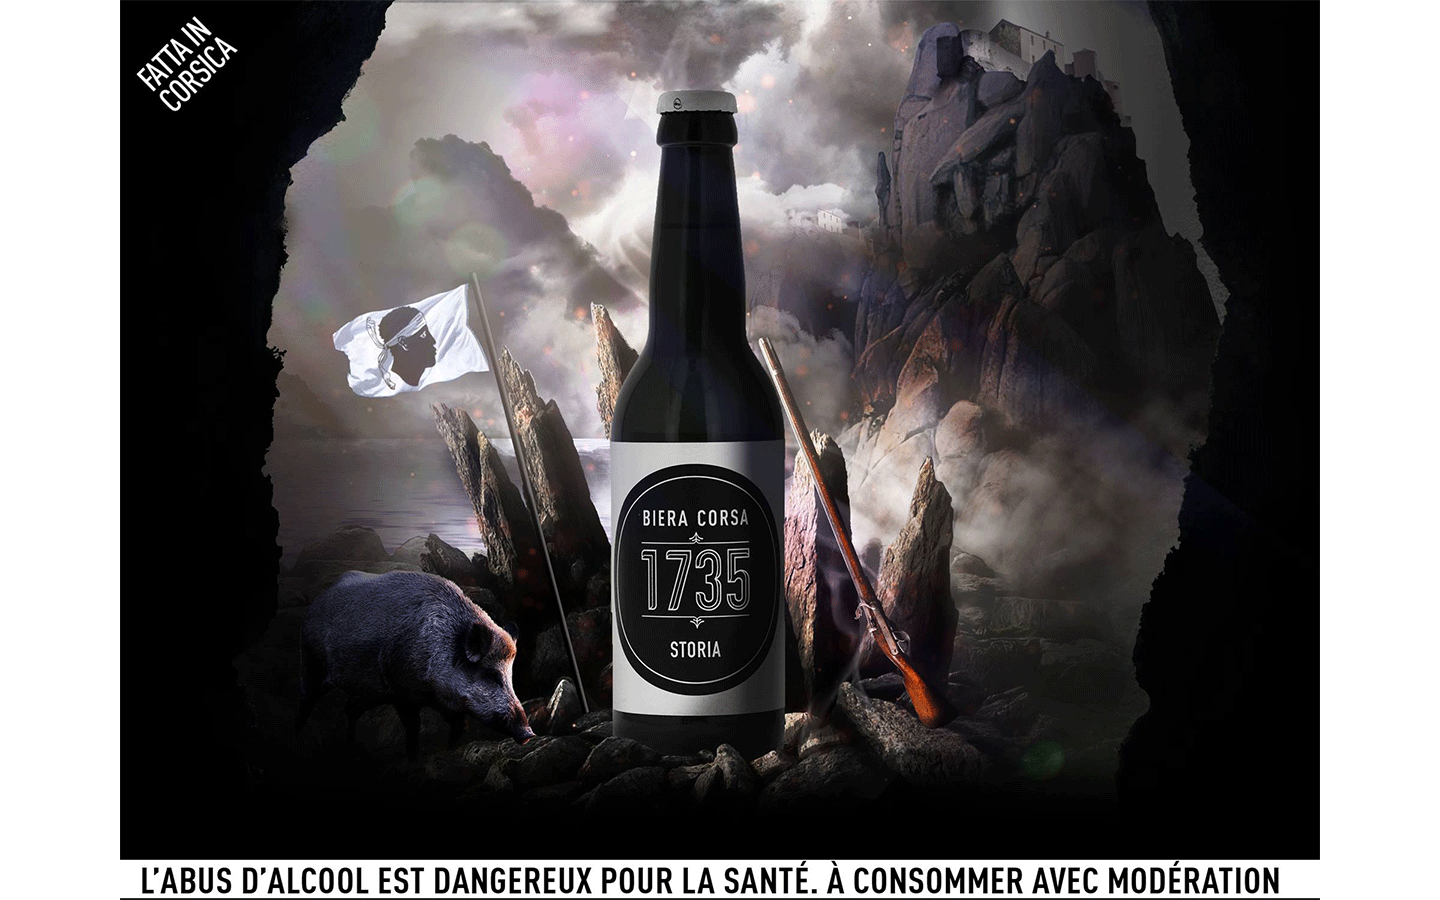 FATTA IN
CORSICA
BIERA CORSA
1735
STORIA
L'ABUS D'ALCOOL EST DANGEREUX POUR LA SANTÉ. À CONSOMMER AVEC MODÉRATION